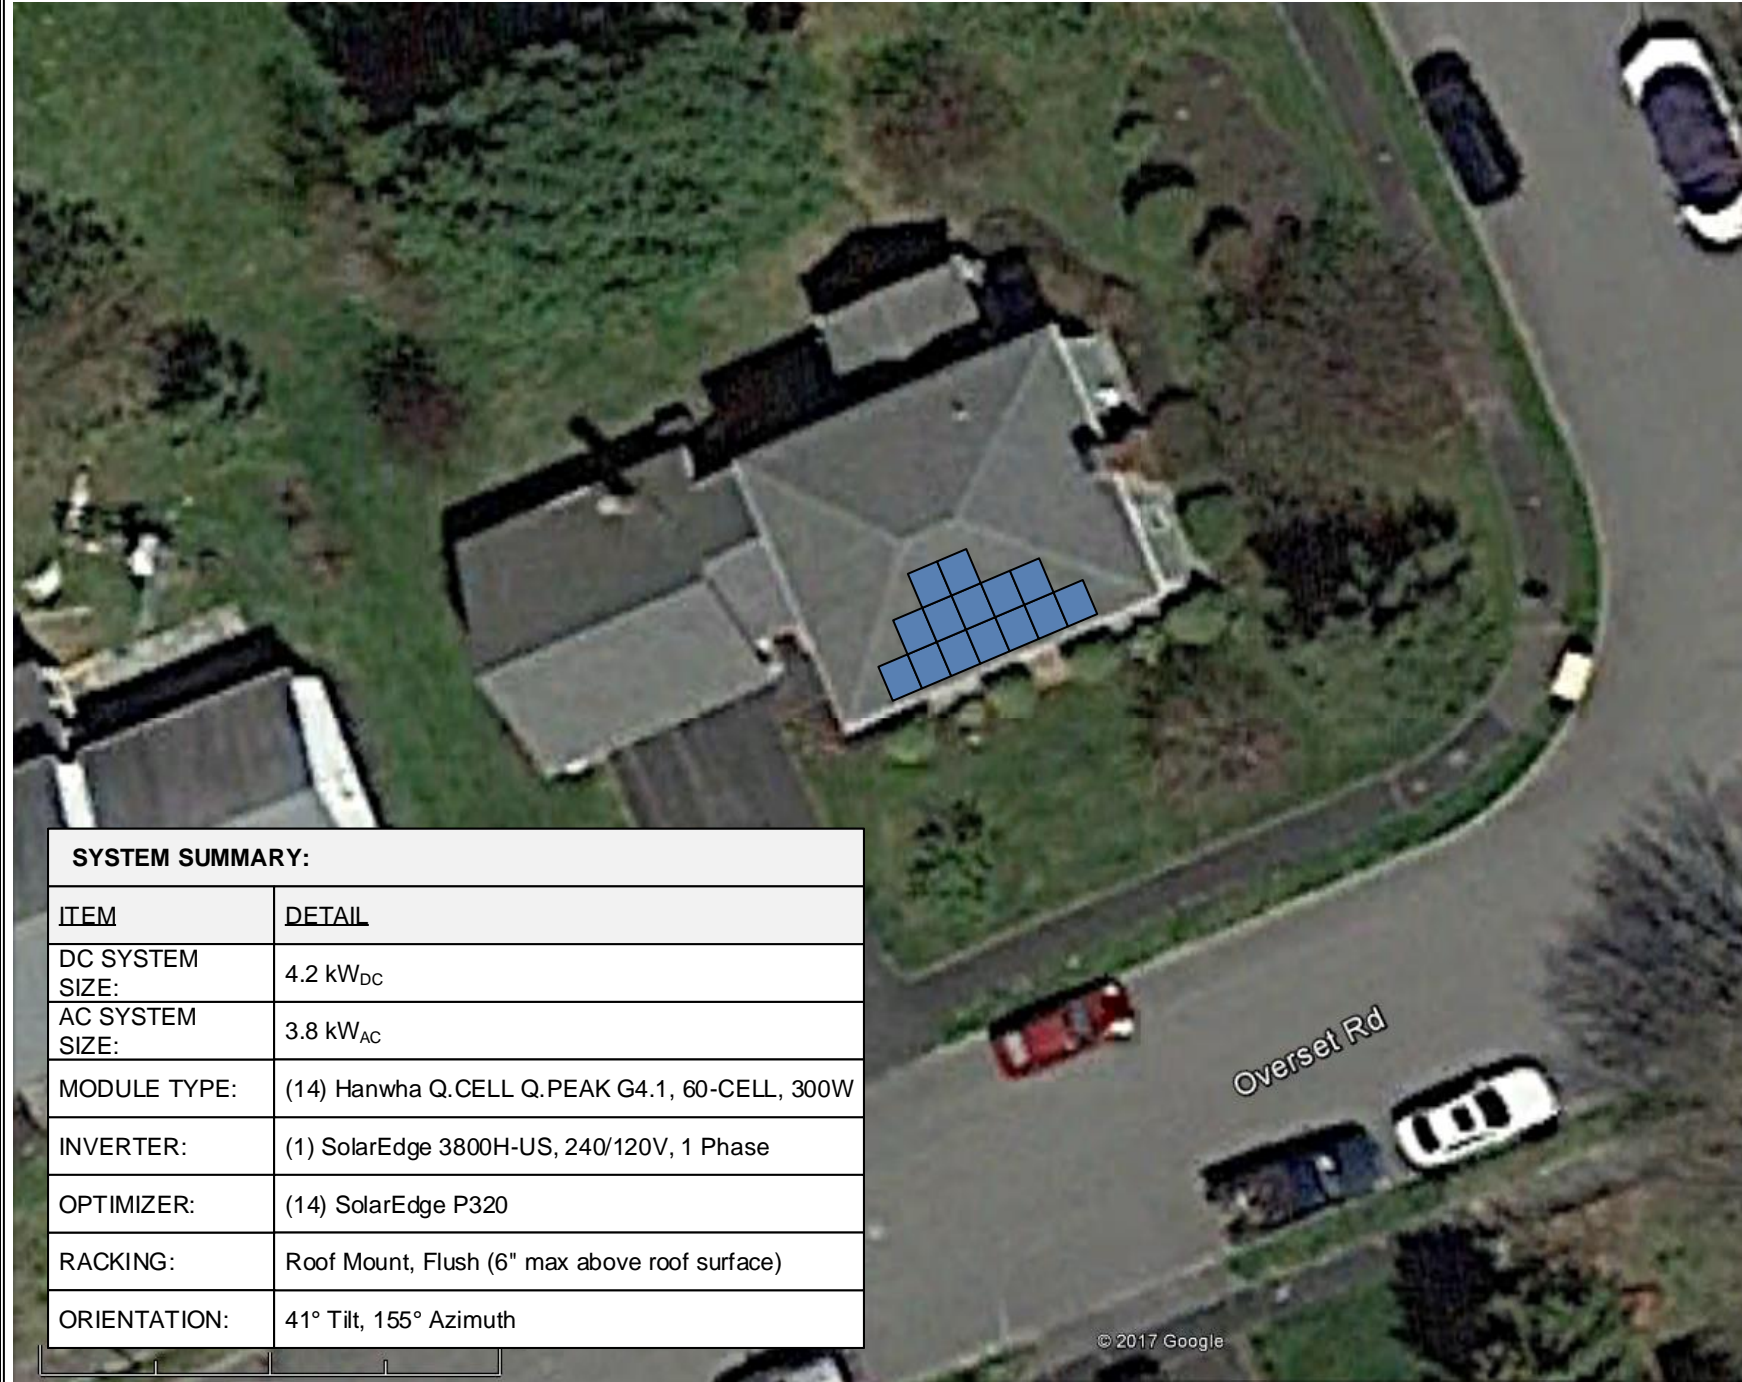 SYSTEM SUMMARY:
ITEM DETAIL
DC SYSTEM
SIZE: 4.2 kWDC
AC SYSTEM
SIZE: 3.8 kWAC
MODULE TYPE: (14) Hanwha Q.CELL Q.PEAK G4.1, 60-CELL, 300W
INVERTER: (1) SolarEdge 3800H-US, 240/120V, 1 Phase
OPTIMIZER: (14) SolarEdge P320
RACKING: Roof Mount, Flush (6" max above roof surface)
ORIENTATION: 41° Tilt, 155° Azimuth
Overset Rd
© 2017 Google